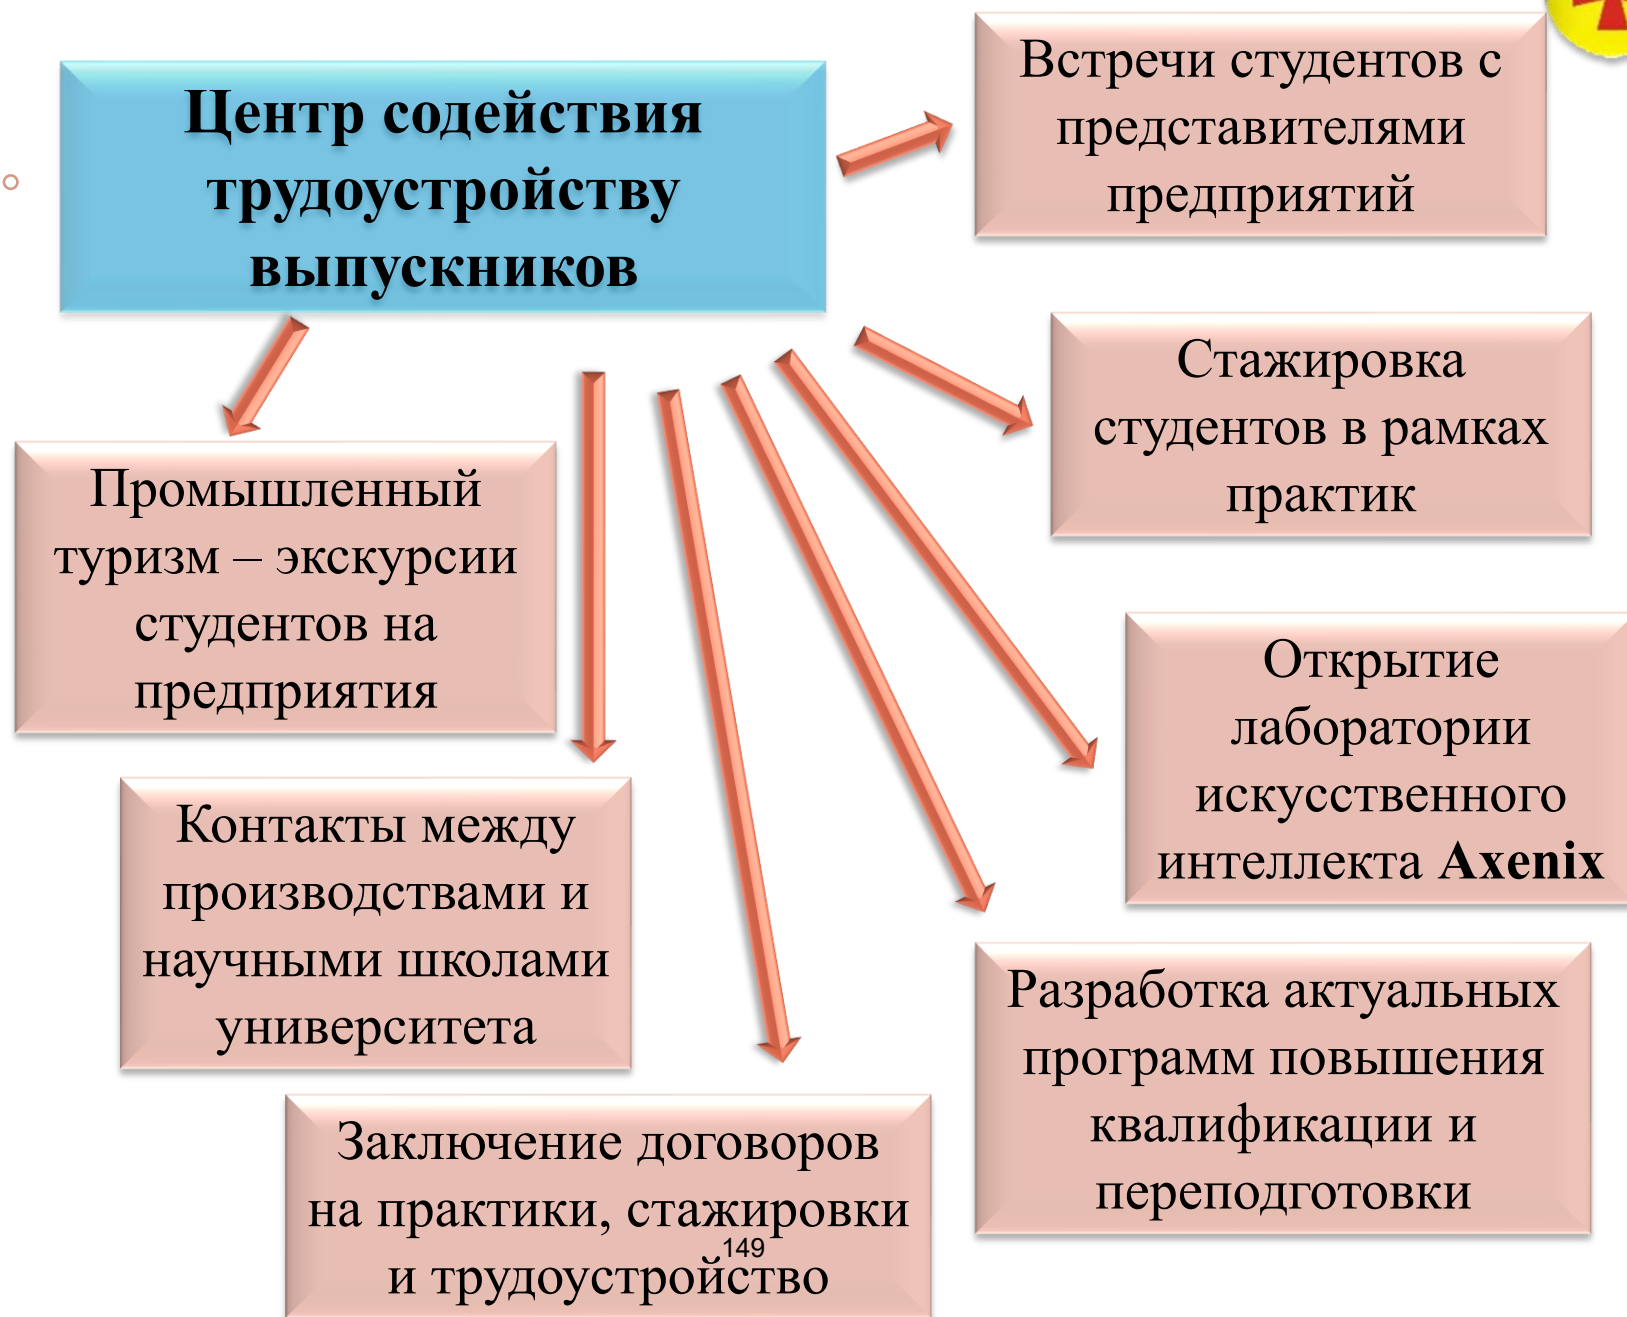 Центр содействия
трудоустройству
выпускников
Встречи студентов с
представителями
предприятий
Стажировка
студентов в рамках
практик
Промышленный
туризм – экскурсии
студентов на
предприятия
Открытие
лаборатории
искусственного
интеллекта Axenix
Контакты между
производствами и
научными школами
университета
Разработка актуальных
программ повышения
квалификации и
переподготовки
Заключение договоров
на практики, стажировки
и трудоустройство
149